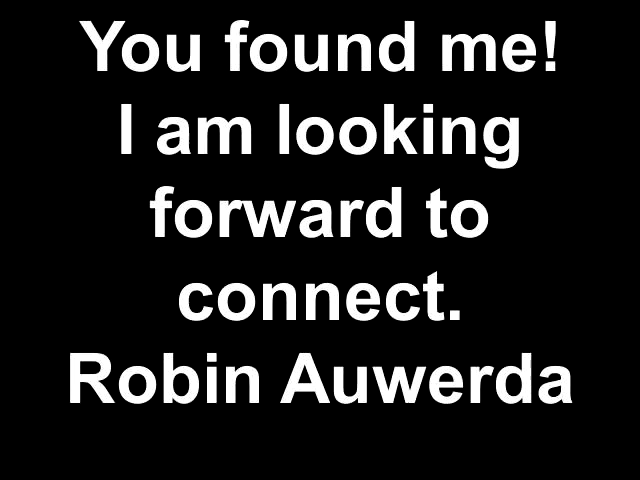 You found me!
I am looking
forward to
connect.
Robin Auwerda